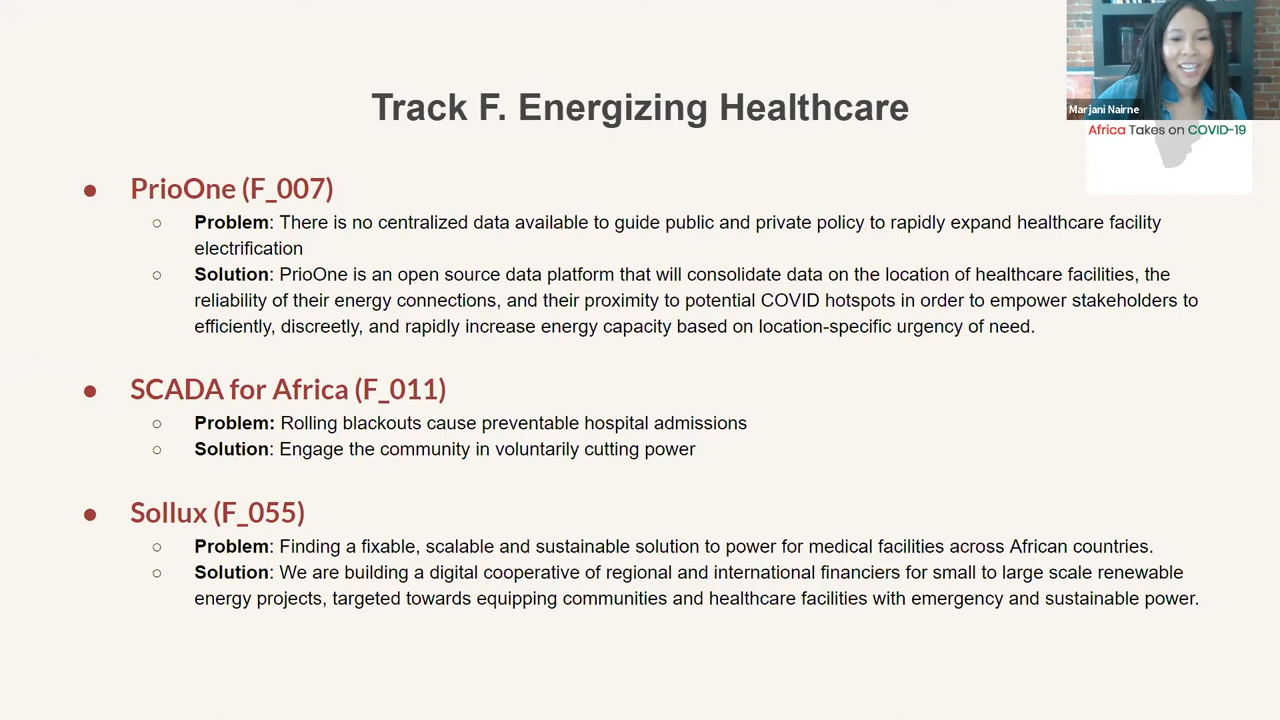 Marjani Nairne
Africa Takes on COVID-19
Track F. Energizing Healthcare
● PrioOne (F_007)
○ Problem: There is no centralized data available to guide public and private policy to rapidly expand healthcare facility
electrification
○ Solution: PrioOne is an open source data platform that will consolidate data on the location of healthcare facilities, the
reliability of their energy connections, and their proximity to potential COVID hotspots in order to empower stakeholders to
efficiently, discreetly, and rapidly increase energy capacity based on location-specific urgency of need.
● SCADA for Africa (F_011)
○ Problem: Rolling blackouts cause preventable hospital admissions
○ Solution: Engage the community in voluntarily cutting power
● Sollux (F_055)
○ Problem: Finding a fixable, scalable and sustainable solution to power for medical facilities across African countries.
○ Solution: We are building a digital cooperative of regional and international financiers for small to large scale renewable
energy projects, targeted towards equipping communities and healthcare facilities with emergency and sustainable power.